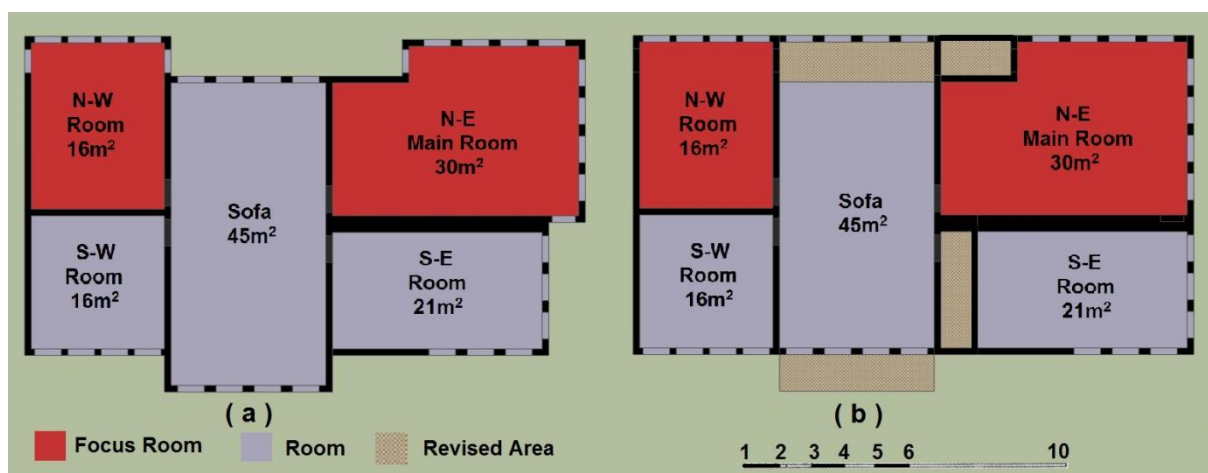 N-W
Room
16m²
N-E
Main Room
30m²
Sofa
45m²
S-W
Room
16m²
S-E
Room
21m²
( a )
N-W
Room
16m²
N-E
Main Room
30m²
Sofa
45m²
S-W
Room
16m²
S-E
Room
21m²
( b )
Focus Room
Room
Revised Area
1 2 3 4 5 6 10